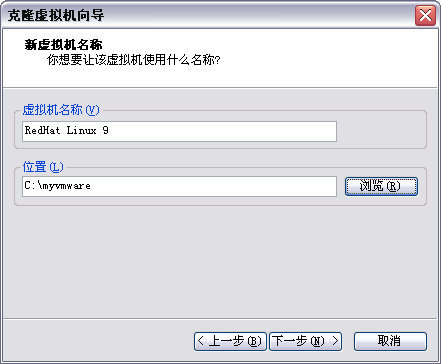 克隆虚拟机向导
新虚拟机名称
你想要让该虚拟机使用什么名称?
虚拟机名称(V)
RedHat Linux 9
位置(L)
C:\myvmware
浏览(R)
< 上一步(B) 下一步(N) > 取消